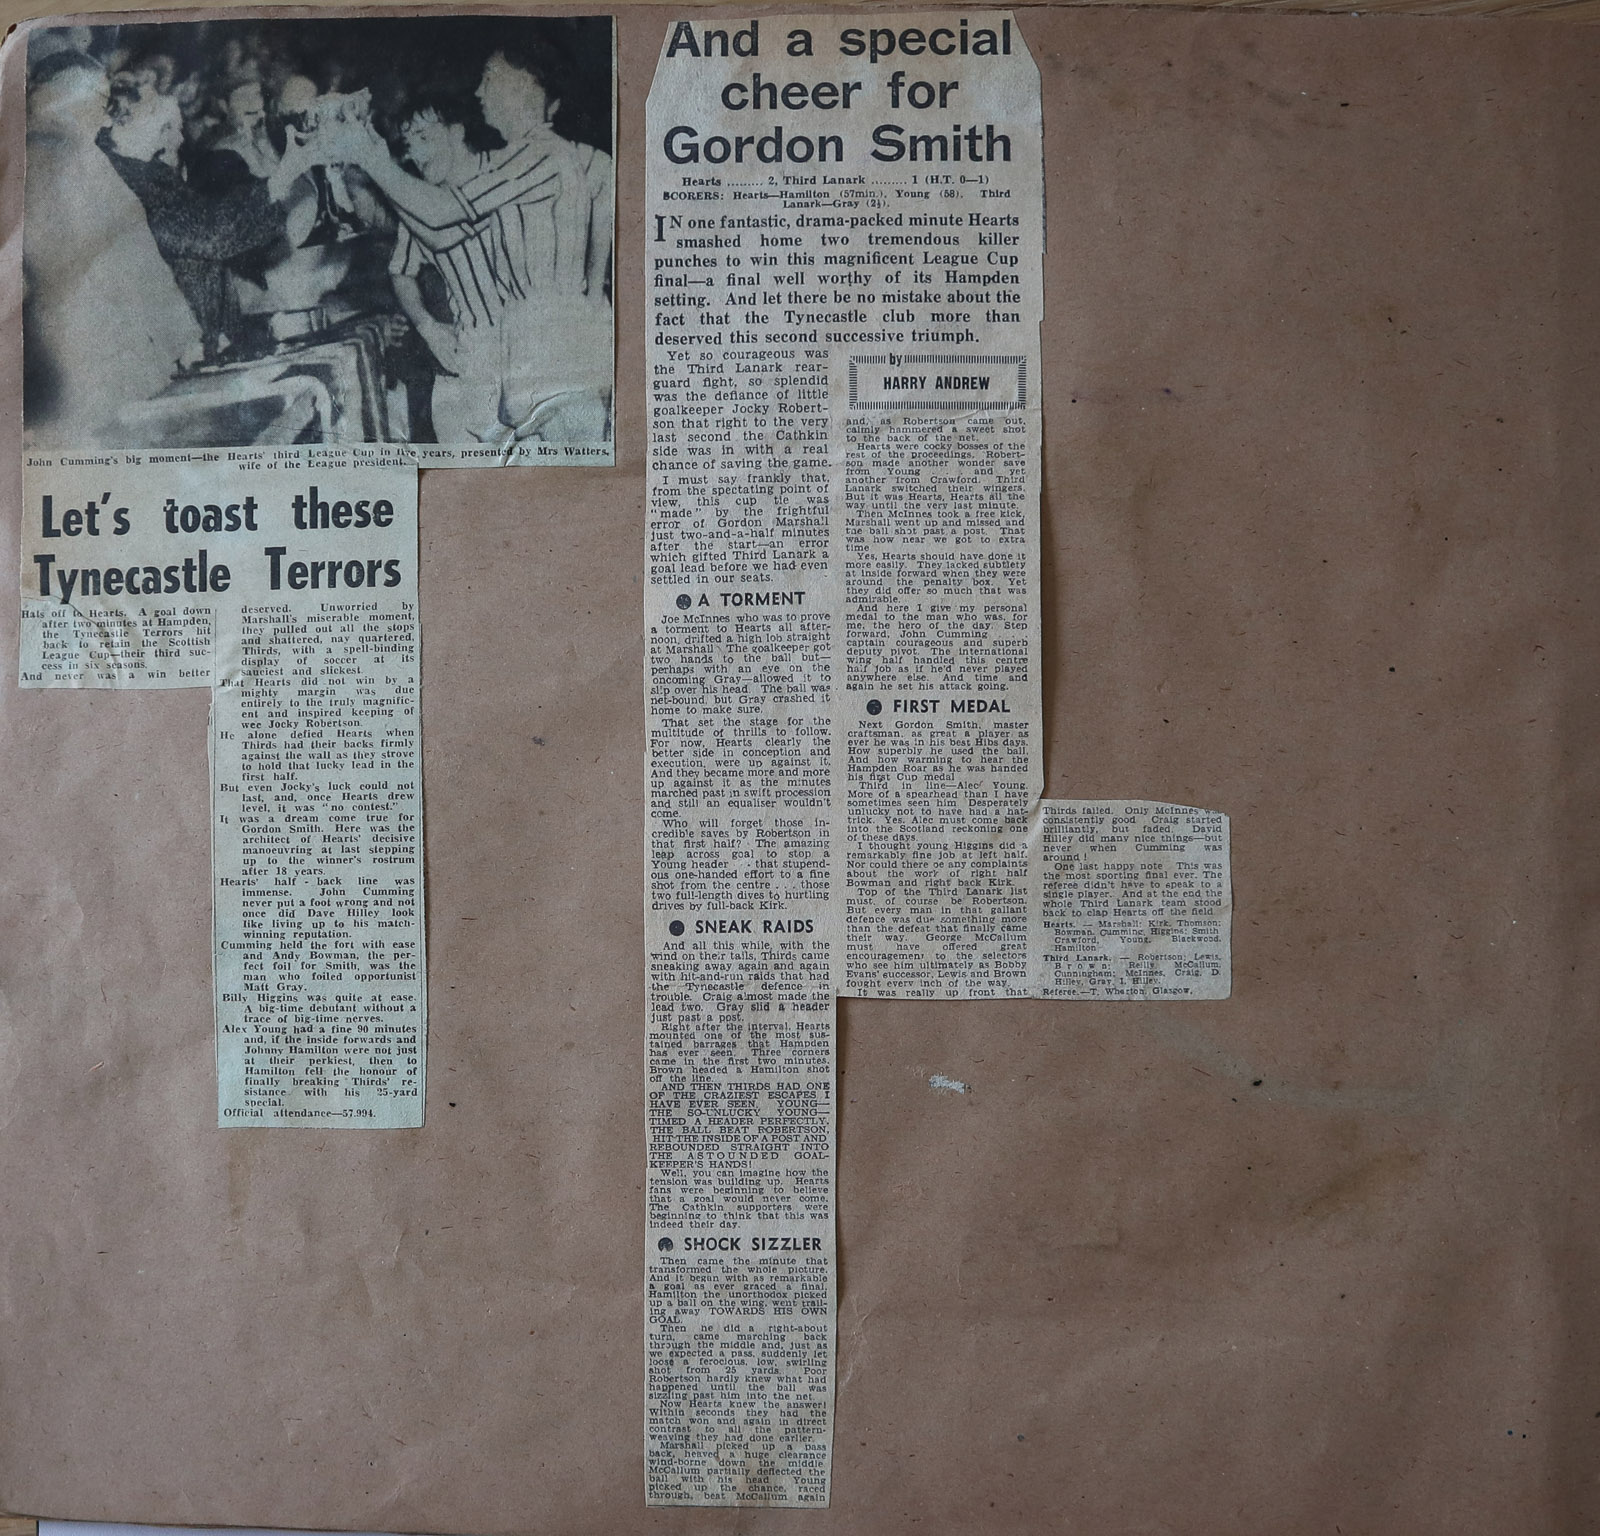 John Cumming's big moment—the Hearts' third League Cup in five years, presented by Mrs Watters,
wife of the League president.
Let's toast these
Tynecastle Terrors
Hats off to Hearts. A goal down
after two minutes at Hampden,
the Tynecastle Terrors hit
back to retain the Scottish
League Cup—their third suc-
cess in six seasons.
And never was a win better
deserved. Unworried by
Marshall's miserable moment,
they pulled out all the stops
and shattered, nay quartered,
Thirds, with a spell-binding
display of soccer at its
sauciest and slickest.
That Hearts did not win by a
mighty margin was due
entirely to the truly magnific-
ent and inspired keeping of
wee Jocky Robertson.
He alone defied Hearts when
Thirds had their backs firmly
against the wall as they strove
to hold that lucky lead in the
first half.
But even Jocky's luck could not
last, and, once Hearts drew
level, it was "no contest."
It was a dream come true for
Gordon Smith. Here was the
architect of Hearts' decisive
manoeuvring at last stepping
up to the winner's rostrum
after 18 years.
Hearts' half-back line was
immense. John Cumming
never put a foot wrong and not
once did Dave Hilley look
like living up to his match-
winning reputation.
Cumming held the fort with ease
and Andy Bowman, the per-
fect foil for Smith, was the
man who foiled opportunist
Matt Gray.
Billy Higgins was quite at ease.
A big-time debutant without a
trace of big-time nerves.
Alex Young had a fine 90 minutes
and, if the inside forwards and
Johnny Hamilton were not just
at their perkiest, then to
Hamilton fell the honour of
finally breaking Thirds' re-
sistance with his 25-yard
special.
Official attendance—57,994.
And a special
cheer for
Gordon Smith
Hearts ......... 2, Third Lanark ......... 1 (H.T. 0—1)
SCORERS: Hearts—Hamilton (57min.), Young (58). Third
Lanark—Gray (2½).
IN one fantastic, drama-packed minute Hearts
smashed home two tremendous killer
punches to win this magnificent League Cup
final—a final well worthy of its Hampden
setting. And let there be no mistake about the
fact that the Tynecastle club more than
deserved this second successive triumph.
Yet so courageous was
the Third Lanark rear-
guard fight, so splendid
was the defiance of little
goalkeeper Jocky Robert-
son that right to the very
last second the Cathkin
side was in with a real
chance of saving the game.
I must say frankly that,
from the spectating point of
view, this cup tie was
"made" by the frightful
error of Gordon Marshall
just two-and-a-half minutes
after the start—an error
which gifted Third Lanark a
goal lead before we had even
settled in our seats.
A TORMENT
Joe McInnes who was to prove
a torment to Hearts all after-
noon, drifted a high lob straight
at Marshall. The goalkeeper got
two hands to the ball but—
perhaps with an eye on the
oncoming Gray—allowed it to
slip over his head. The ball was
net-bound, but Gray crashed it
home to make sure.
That set the stage for the
multitude of thrills to follow.
For now, Hearts clearly the
better side in conception and
execution, were up against it.
And they became more and more
up against it as the minutes
marched past in swift procession
and still an equaliser wouldn't
come.
Who will forget those in-
credible saves by Robertson in
that first half? The amazing
leap across goal to stop a
Young header . . that stupend-
ous one-handed effort to a fine
shot from the centre . . . those
two full-length dives to hurtling
drives by full-back Kirk.
SNEAK RAIDS
And all this while, with the
wind on their tails, Thirds came
sneaking away again and again
with hit-and-run raids that had
the Tynecastle defence in
trouble. Craig almost made the
lead two. Gray slid a header
just past a post.
Right after the interval, Hearts
mounted one of the most sus-
tained barrages that Hampden
has ever seen. Three corners
came in the first two minutes.
Brown headed a Hamilton shot
off the line.
AND THEN THIRDS HAD ONE
OF THE CRAZIEST ESCAPES I
HAVE EVER SEEN. YOUNG—
THE SO-UNLUCKY YOUNG—
TIMED A HEADER PERFECTLY.
THE BALL BEAT ROBERTSON,
HIT THE INSIDE OF A POST AND
REBOUNDED STRAIGHT INTO
THE ASTOUNDED GOAL-
KEEPER'S HANDS!
Well, you can imagine how the
tension was building up. Hearts
fans were beginning to believe
that a goal would never come.
The Cathkin supporters were
beginning to think that this was
indeed their day.
SHOCK SIZZLER
Then came the minute that
transformed the whole picture.
And it began with as remarkable
a goal as ever graced a final.
Hamilton the unorthodox picked
up a ball on the wing, went trail-
ing away TOWARDS HIS OWN
GOAL.
Then he did a right-about
turn, came marching back
through the middle and, just as
we expected a pass, suddenly let
loose a ferocious, low, swirling
shot from 25 yards. Poor
Robertson hardly knew what had
happened until the ball was
sizzling past him into the net.
Now Hearts knew the answer!
Within seconds they had the
match won and again in direct
contrast to all the pattern-
weaving they had done earlier.
Marshall picked up a pass
back, heaved a huge clearance
wind-borne down the middle.
McCallum partially deflected the
ball with his head. Young
picked up the chance, raced
through, beat McCallum again
by
HARRY ANDREW
and, as Robertson came out,
calmly hammered a sweet shot
to the back of the net.
Hearts were cocky bosses of the
rest of the proceedings. Robert-
son made another wonder save
from Young . . . and yet
another from Crawford. Third
Lanark switched their wingers.
But it was Hearts, Hearts all the
way until the very last minute.
Then McInnes took a free kick,
Marshall went up and missed and
the ball shot past a post. That
was how near we got to extra
time
Yes, Hearts should have done it
more easily. They lacked subtlety
at inside forward when they were
around the penalty box. Yet
they did offer so much that was
admirable.
And here I give my personal
medal to the man who was, for
me, the hero of the day. Step
forward, John Cumming
captain courageous and superb
deputy pivot. The international
wing half handled this centre
half job as if he'd never played
anywhere else. And time and
again he set his attack going.
FIRST MEDAL
Next Gordon Smith, master
craftsman, as great a player as
ever he was in his best Hibs days.
How superbly he used the ball.
And how warming to hear the
Hampden Roar as he was handed
his first Cup medal
Third in line—Alec Young.
More of a spearhead than I have
sometimes seen him Desperately
unlucky not to have had a hat-
trick. Yes, Alec must come back
into the Scotland reckoning one
of these days
I thought young Higgins did a
remarkably fine job at left half.
Nor could there be any complaints
about the work of right half
Bowman and right back Kirk.
Top of the Third Lanark list
must, of course be Robertson.
But every man in that gallant
defence was due something more
than the defeat that finally came
their way. George McCallum
must have offered great
encouragement to the selectors
who see him ultimately as Bobby
Evans' successor, Lewis and Brown
fought every inch of the way.
It was really up front that
Thirds failed. Only McInnes was
consistently good Craig started
brilliantly, but faded. David
Hilley did many nice things—but
never when Cumming was
around!
One last happy note This was
the most sporting final ever. The
referee didn't have to speak to a
single player. And at the end the
whole Third Lanark team stood
back to clap Hearts off the field
Hearts. — Marshall; Kirk, Thomson;
Bowman, Cumming, Higgins; Smith
Crawford, Young, Blackwood,
Hamilton
Third Lanark. — Robertson; Lewis,
Brown; Reilly, McCallum,
Cunningham; McInnes, Craig, D.
Hilley, Gray, I. Hilley.
Referee.—T. Wharton, Glasgow.